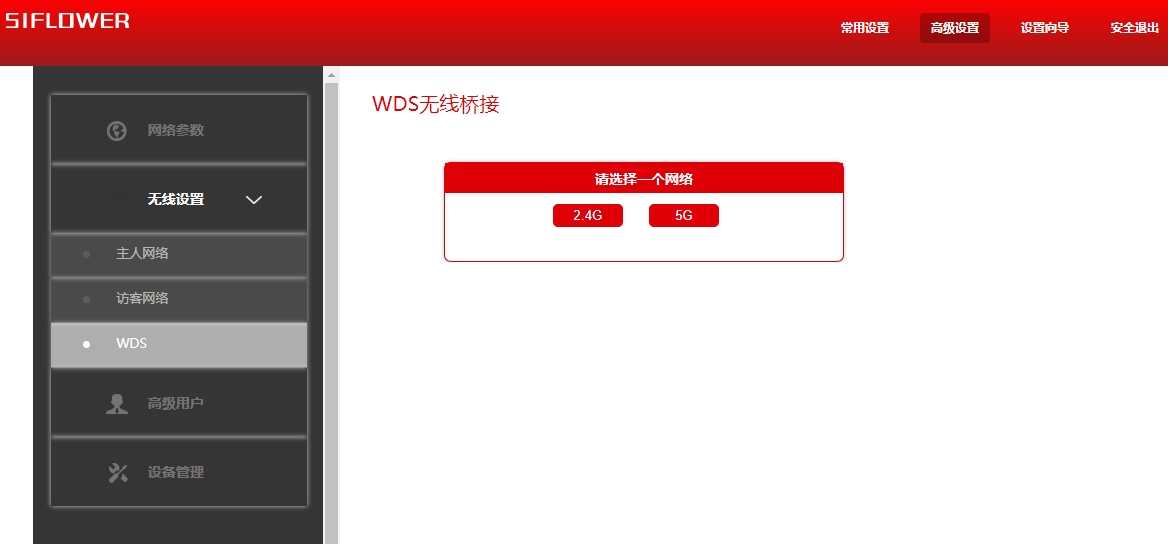 SIFLOWER
常用设置
高级设置
设置向导
安全退出
网络参数
无线设置
主人网络
访客网络
WDS
高级用户
设备管理
WDS无线桥接
请选择一个网络
2.4G
5G